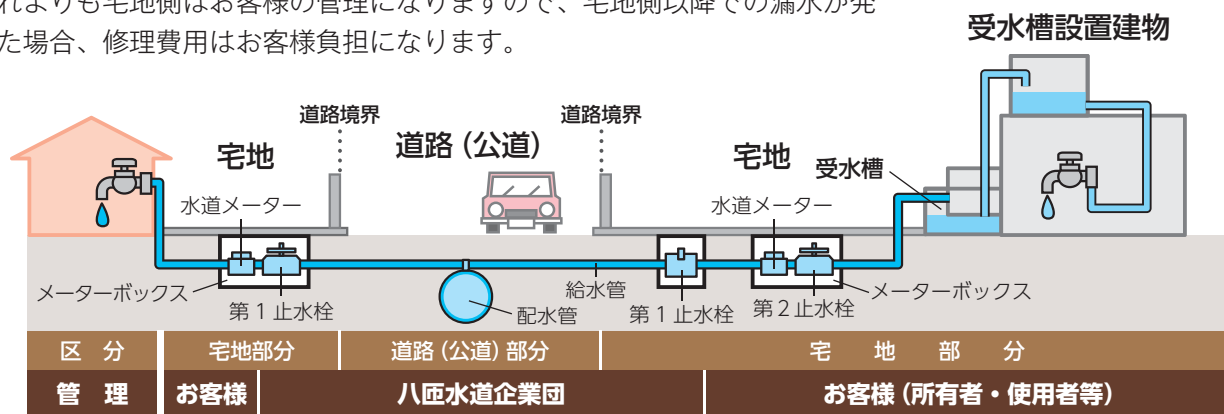 れよりも宅地側はお客様の管理になりますので、宅地側以降での漏水が発
た場合、修理費用はお客様負担になります。
受水槽設置建物
道路境界
道路境界
宅地
道路（公道）
宅地
受水槽
水道メーター
水道メーター
メーターボックス
第1止水栓
配水管
給水管
第1止水栓
第2止水栓
メーターボックス
区 分
宅地部分
道路（公道）部分
宅 地 部 分
管 理
お客様
八匝水道企業団
お客様（所有者・使用者等）